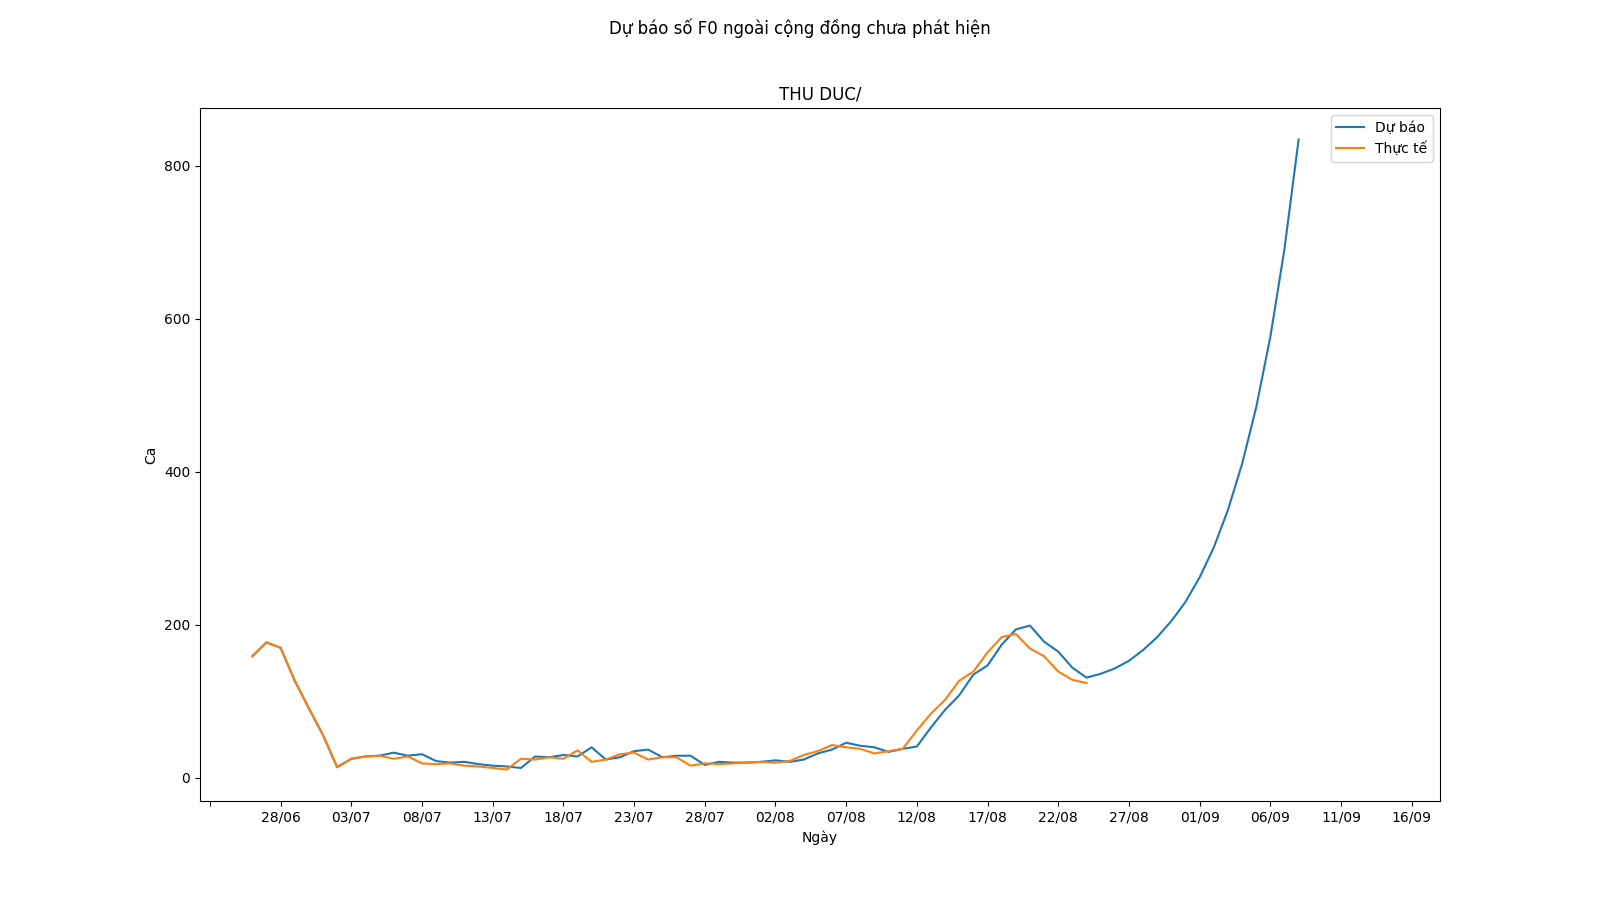 Dự báo số F0 ngoài cộng đồng chưa phát hiện
THU DUC/
Dự báo
Thực tế
800
600
400
200
0
Ca
28/06 03/07 08/07 13/07 18/07 23/07 28/07 02/08 07/08 12/08 17/08 22/08 27/08 01/09 06/09 11/09 16/09
Ngày